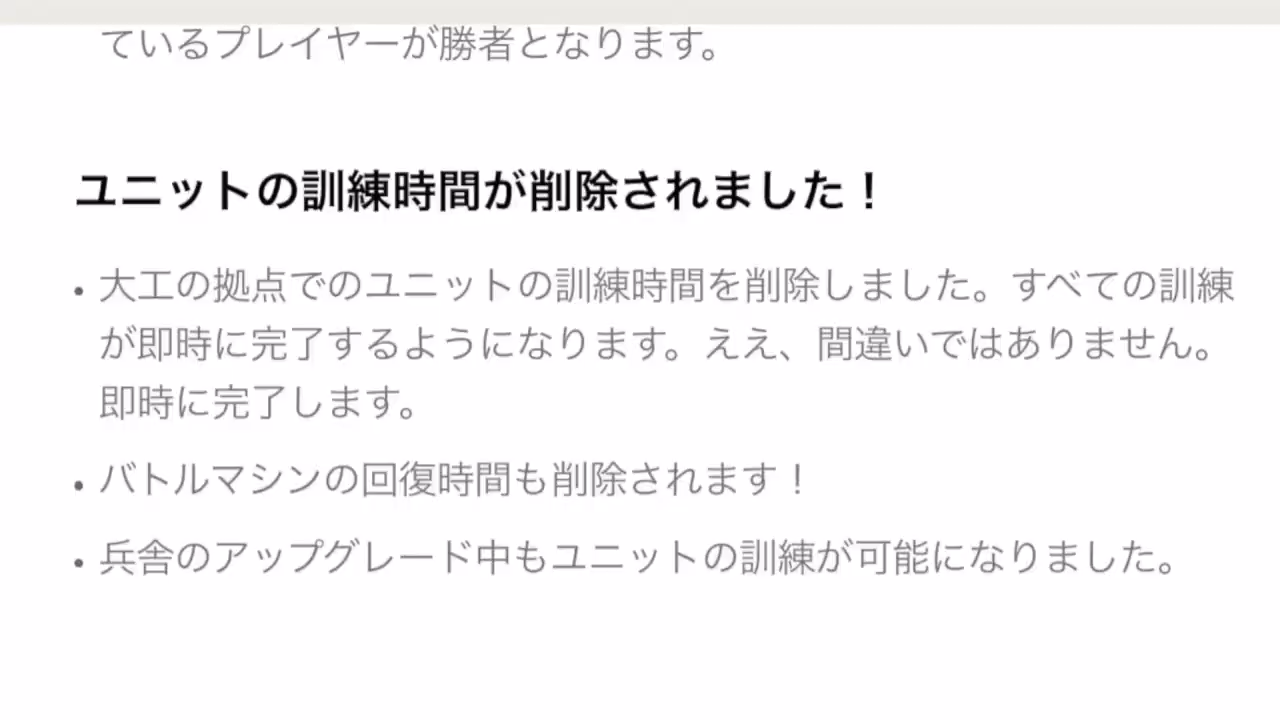 ているプレイヤーが勝者となります。
ユニットの訓練時間が削除されました！
• 大工の拠点でのユニットの訓練時間を削除しました。すべての訓練
が即時に完了するようになります。ええ、間違いではありません。
即時に完了します。
• バトルマシンの回復時間も削除されます！
• 兵舎のアップグレード中もユニットの訓練が可能になりました。